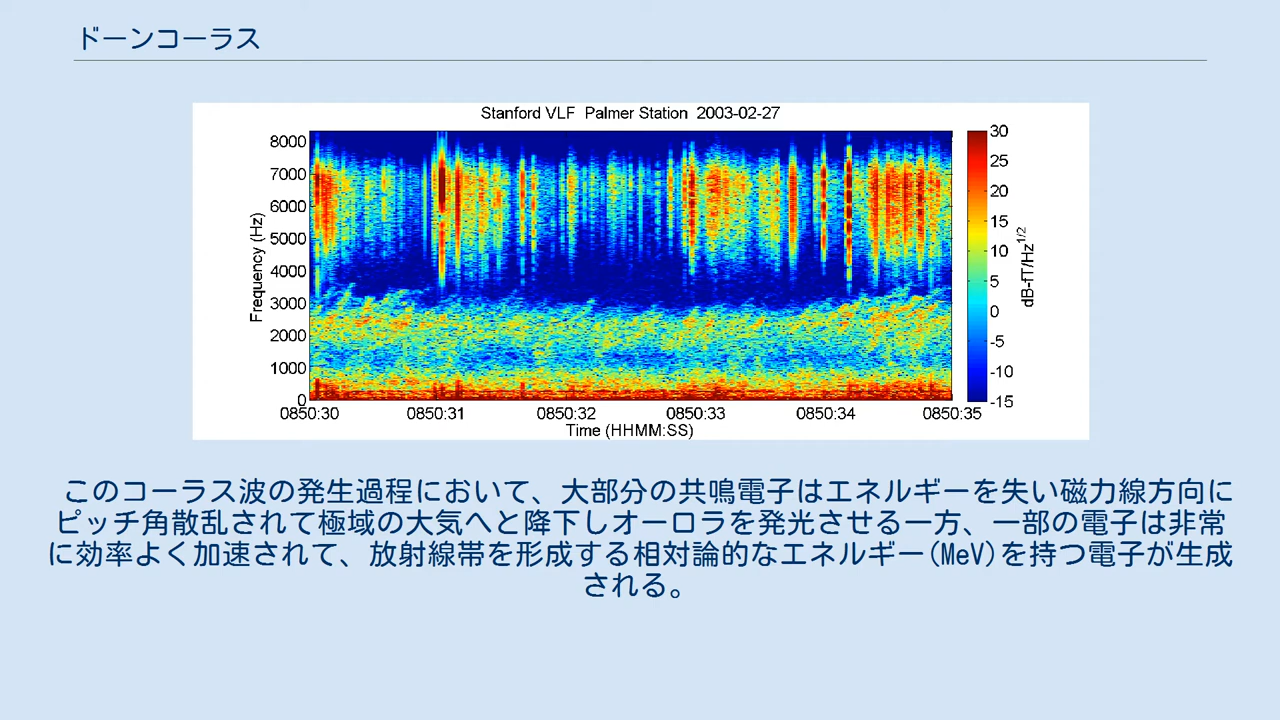 ドーンコーラス
Stanford VLF  Palmer Station  2003-02-27
8000
7000
6000
5000
4000
3000
2000
1000
0
Frequency (Hz)
0850:30
0850:31
0850:32
0850:33
0850:34
0850:35
Time (HHMM:SS)
30
25
20
15
10
5
0
-5
-10
-15
dB-fT/Hz^1/2
このコーラス波の発生過程において、大部分の共鳴電子はエネルギーを失い磁力線方向に
ピッチ角散乱されて極域の大気へと降下しオーロラを発光させる一方、一部の電子は非常
に効率よく加速されて、放射線帯を形成する相対論的なエネルギー(MeV)を持つ電子が生成
される。